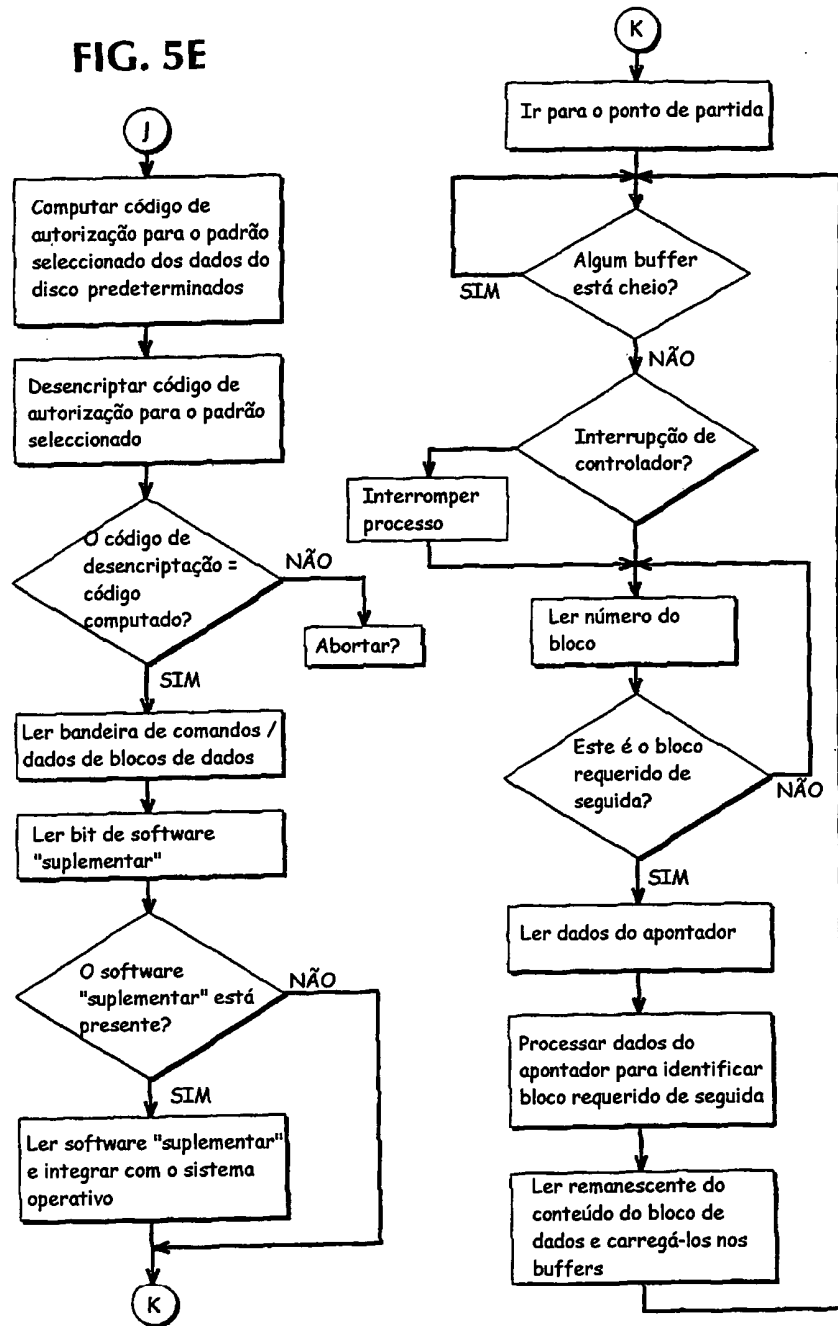 FIG. 5E
J
Computar código de
autorização para o padrão
seleccionado dos dados do
disco predeterminados
Desencriptar código de
autorização para o padrão
seleccionado
O código de
desencriptação =
código
computado?
NÃO
Abortar?
SIM
Ler bandeira de comandos /
dados de blocos de dados
Ler bit de software
"suplementar"
O software
"suplementar" está
presente?
NÃO
SIM
Ler software "suplementar"
e integrar com o sistema
operativo
K
K
Ir para o ponto de partida
Algum buffer
está cheio?
SIM
NÃO
Interrupção de
controlador?
Interromper
processo
Ler número do
bloco
Este é o bloco
requerido de
seguida?
NÃO
SIM
Ler dados do apontador
Processar dados do
apontador para identificar
bloco requerido de seguida
Ler remanescente do
conteúdo do bloco de
dados e carregá-los nos
buffers